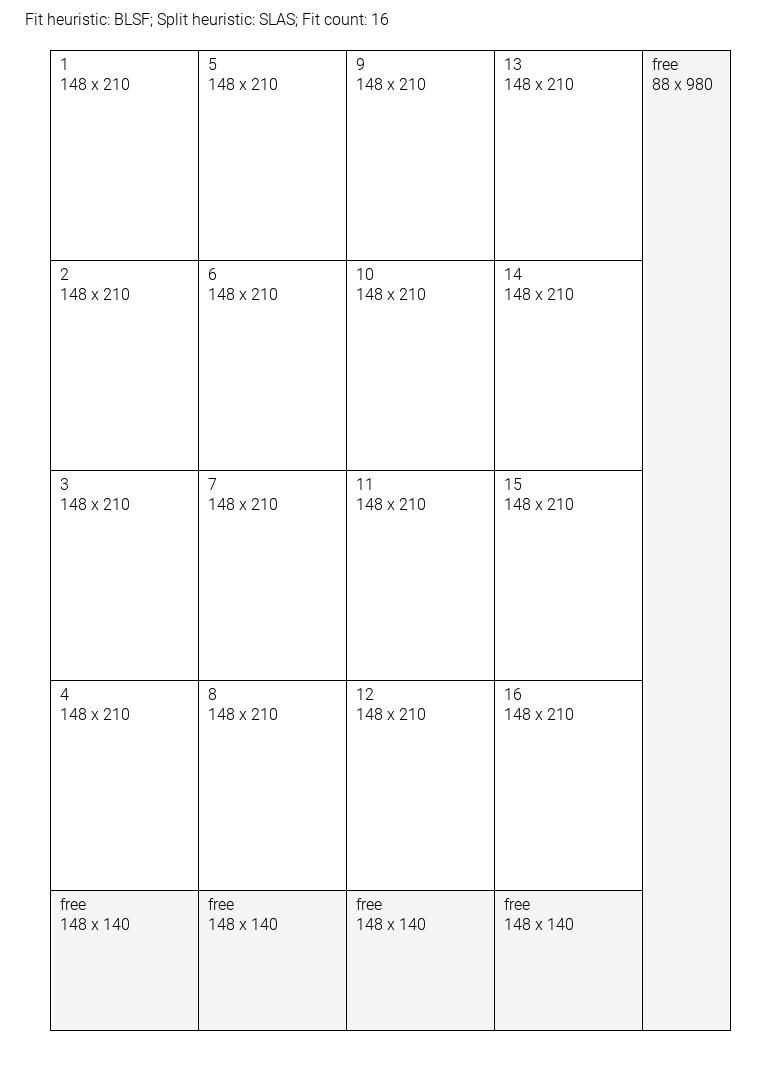 Fit heuristic: BLSF; Split heuristic: SLAS; Fit count: 16
1
148 x 210
5
148 x 210
9
148 x 210
13
148 x 210
free
88 x 980
2
148 x 210
6
148 x 210
10
148 x 210
14
148 x 210
3
148 x 210
7
148 x 210
11
148 x 210
15
148 x 210
4
148 x 210
8
148 x 210
12
148 x 210
16
148 x 210
free
148 x 140
free
148 x 140
free
148 x 140
free
148 x 140